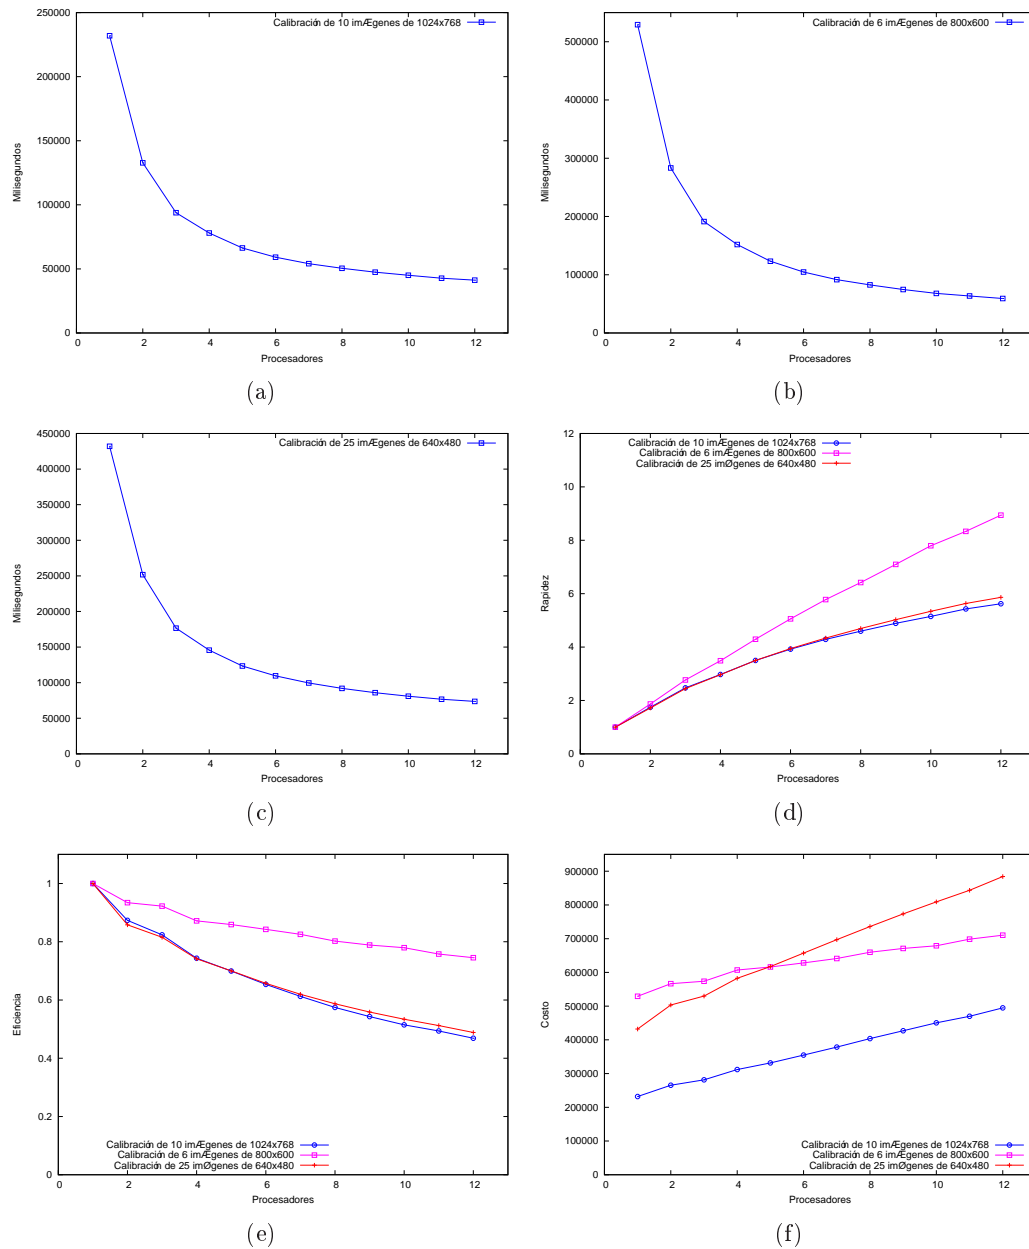 Calibración de 10 imÆgenes de 1024x768
250000
200000
150000
100000
50000
0
Milisegundos
0 2 4 6 8 10 12
Procesadores
(a)
Calibración de 6 imÆgenes de 800x600
500000
400000
300000
200000
100000
0
Milisegundos
0 2 4 6 8 10 12
Procesadores
(b)
Calibración de 25 imÆgenes de 640x480
450000
400000
350000
300000
250000
200000
150000
100000
50000
0
Milisegundos
0 2 4 6 8 10 12
Procesadores
(c)
Calibración de 10 imÆgenes de 1024x768
Calibración de 6 imÆgenes de 800x600
Calibración de 25 imØgenes de 640x480
12
10
8
6
4
2
0
Rapidez
0 2 4 6 8 10 12
Procesadores
(d)
1
0.8
0.6
0.4
0.2
0
Eficiencia
Calibración de 10 imÆgenes de 1024x768
Calibración de 6 imÆgenes de 800x600
Calibración de 25 imØgenes de 640x480
0 2 4 6 8 10 12
Procesadores
(e)
900000
800000
700000
600000
500000
400000
300000
200000
100000
0
Costo
Calibración de 10 imÆgenes de 1024x768
Calibración de 6 imÆgenes de 800x600
Calibración de 25 imØgenes de 640x480
0 2 4 6 8 10 12
Procesadores
(f)